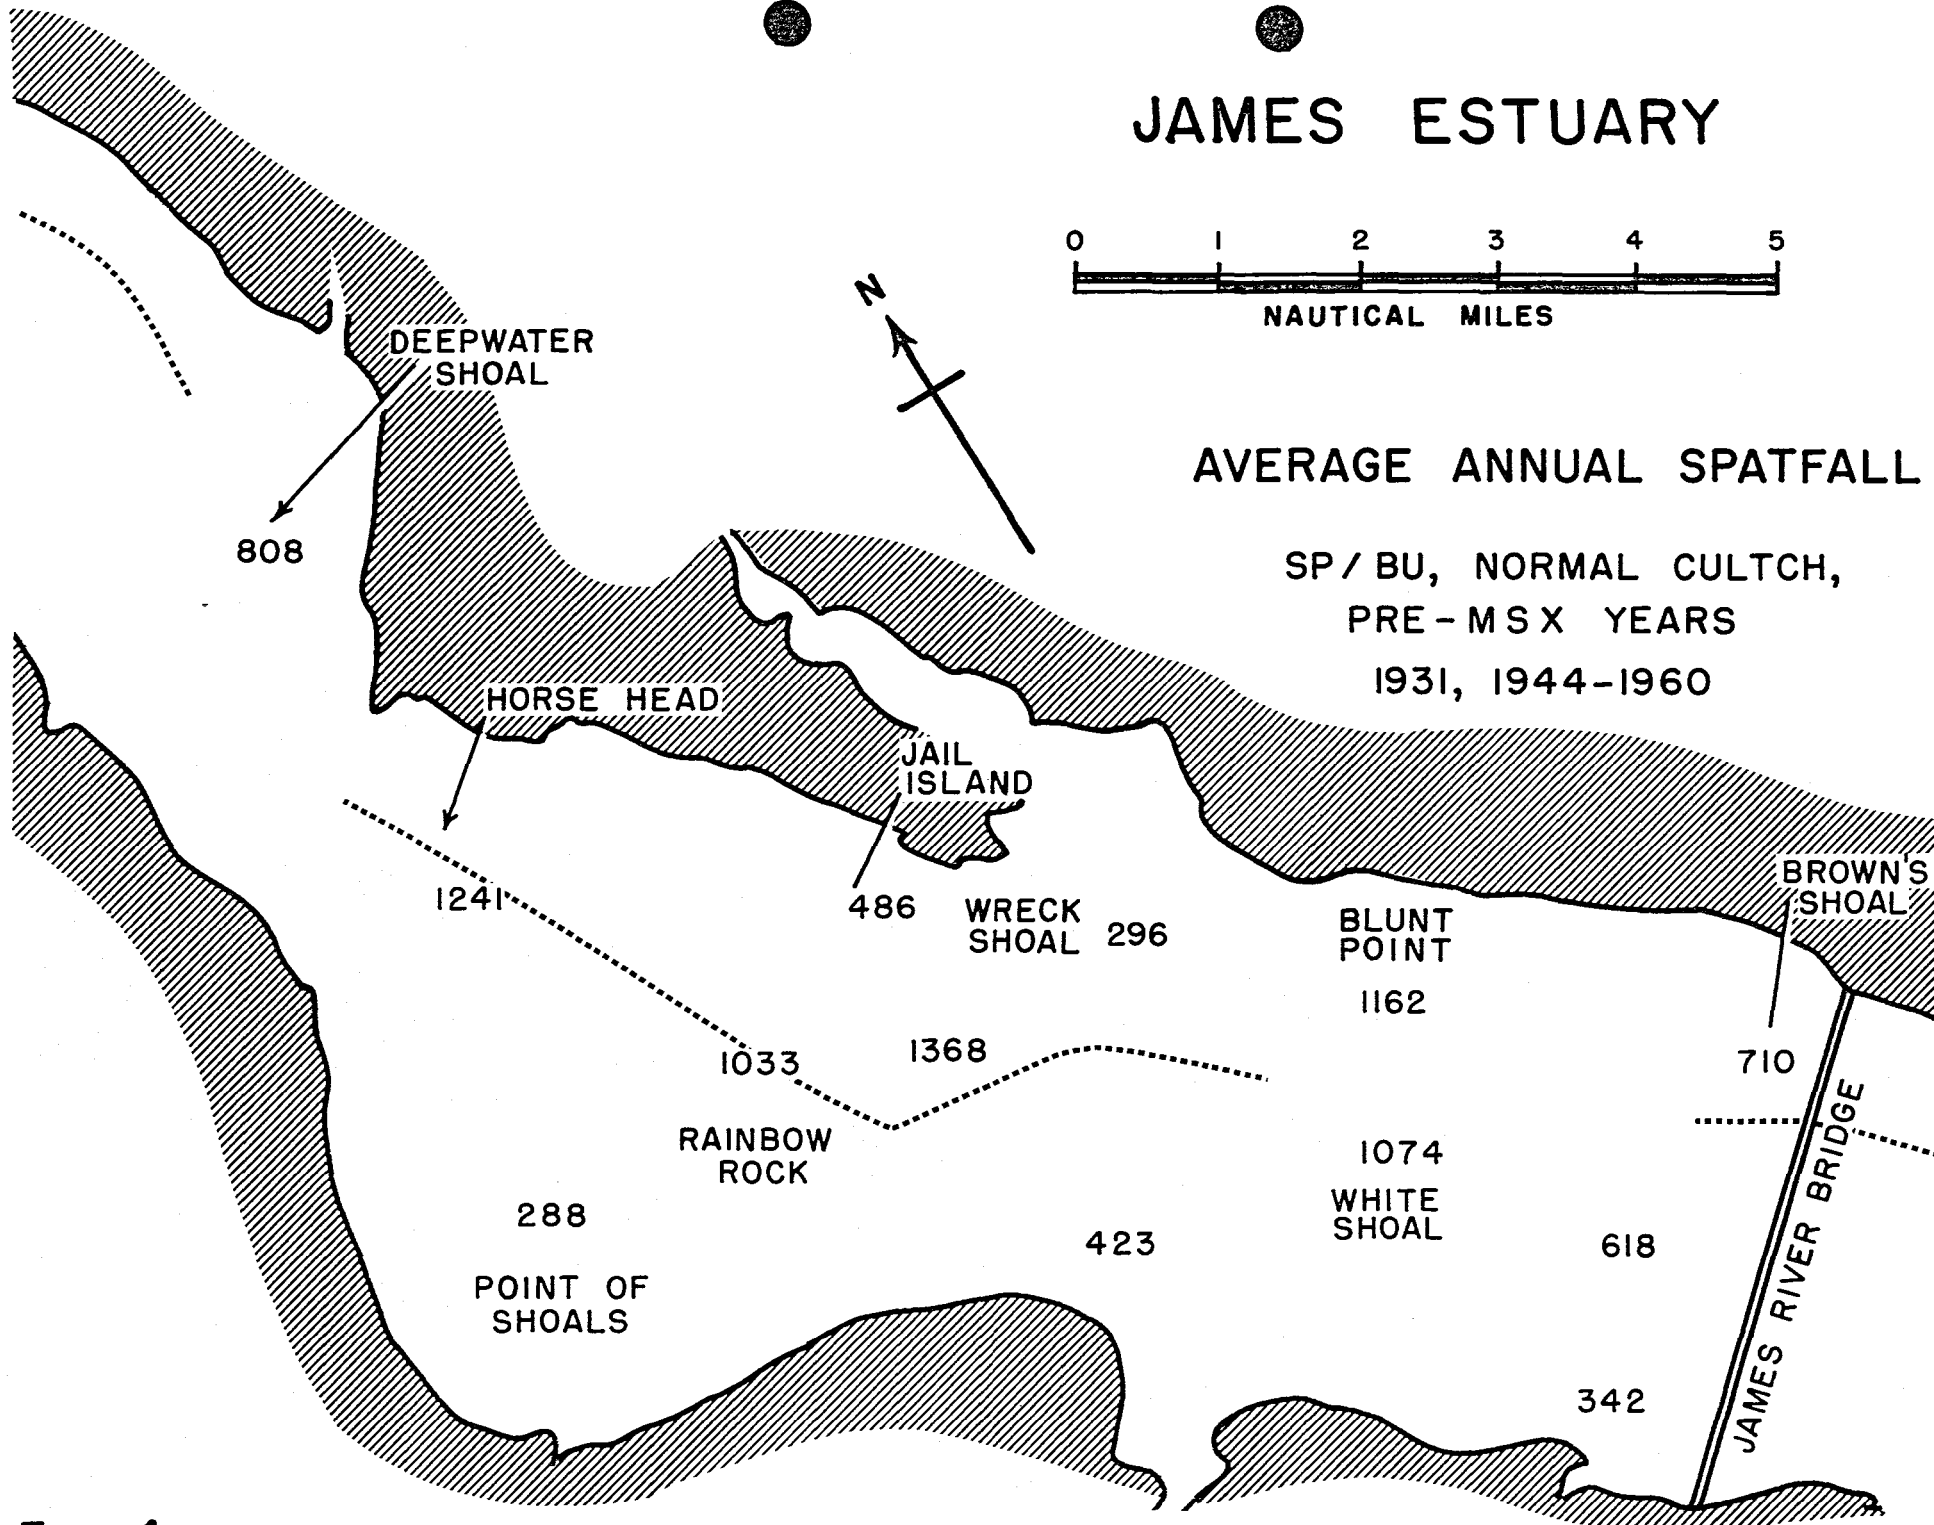 JAMES ESTUARY
0 1 2 3 4 5
NAUTICAL MILES
N
DEEPWATER
SHOAL
AVERAGE ANNUAL SPATFALL
808
SP/BU, NORMAL CULTCH,
PRE-MSX YEARS
1931, 1944-1960
HORSE HEAD
JAIL
ISLAND
1241
486
WRECK
SHOAL
296
BLUNT
POINT
1162
BROWN'S
SHOAL
710
1033
1368
RAINBOW
ROCK
1074
WHITE
SHOAL
288
423
618
POINT OF
SHOALS
342
JAMES RIVER BRIDGE